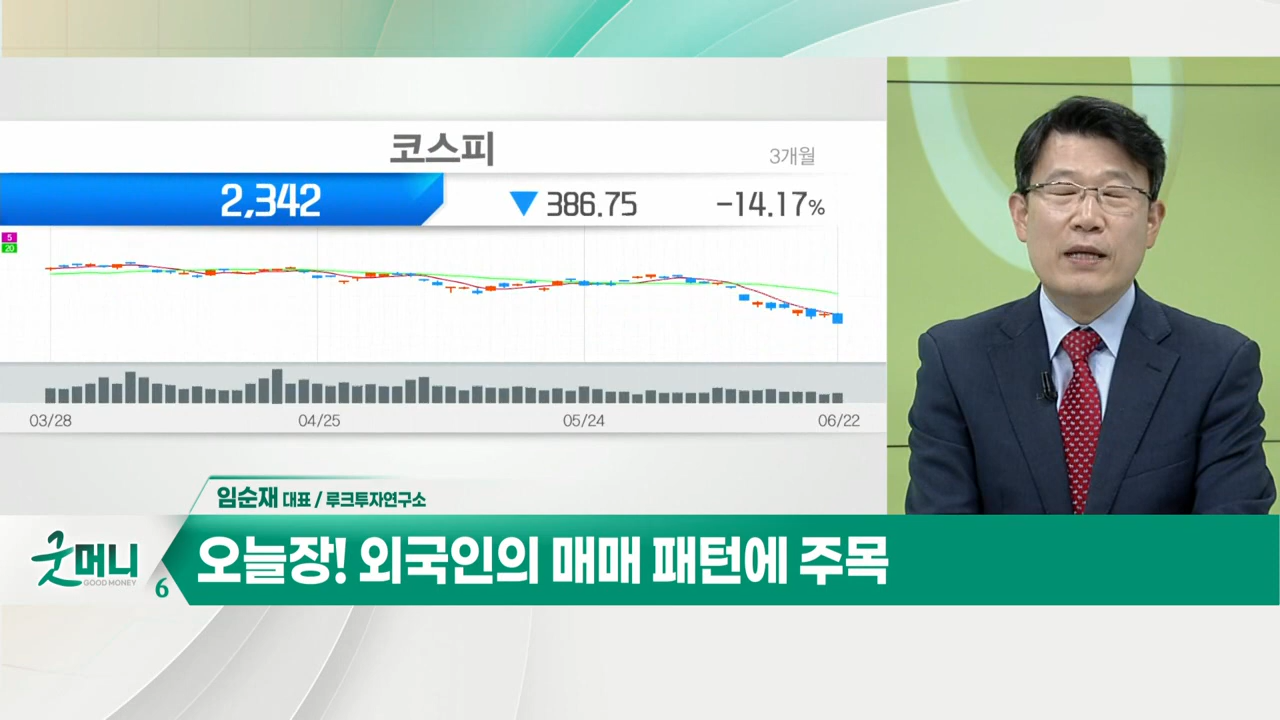 코스피
3개월
2,342
▼ 386.75
-14.17%
5
20
03/28
04/25
05/24
06/22
임순재 대표 / 루크투자연구소
굿머니
GOOD MONEY
6
오늘장! 외국인의 매매 패턴에 주목